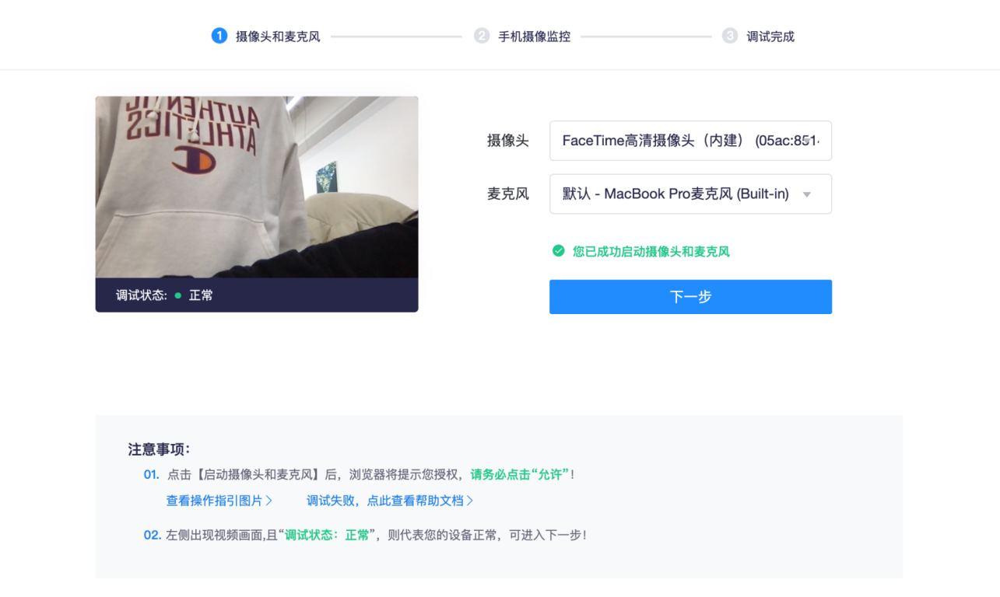 1 摄像头和麦克风 2 手机摄像监控 3 调试完成
AUTHENTIC
ATHLETICS
调试状态: 正常
摄像头 FaceTime高清摄像头（内建） (05ac:851
麦克风 默认 - MacBook Pro麦克风 (Built-in)
您已成功启动摄像头和麦克风
下一步
注意事项：
01. 点击【启动摄像头和麦克风】后，浏览器将提示您授权，请务必点击“允许”！
查看操作指引图片 调试失败，点此查看帮助文档
02. 左侧出现视频画面,且“调试状态：正常”，则代表您的设备正常，可进入下一步！